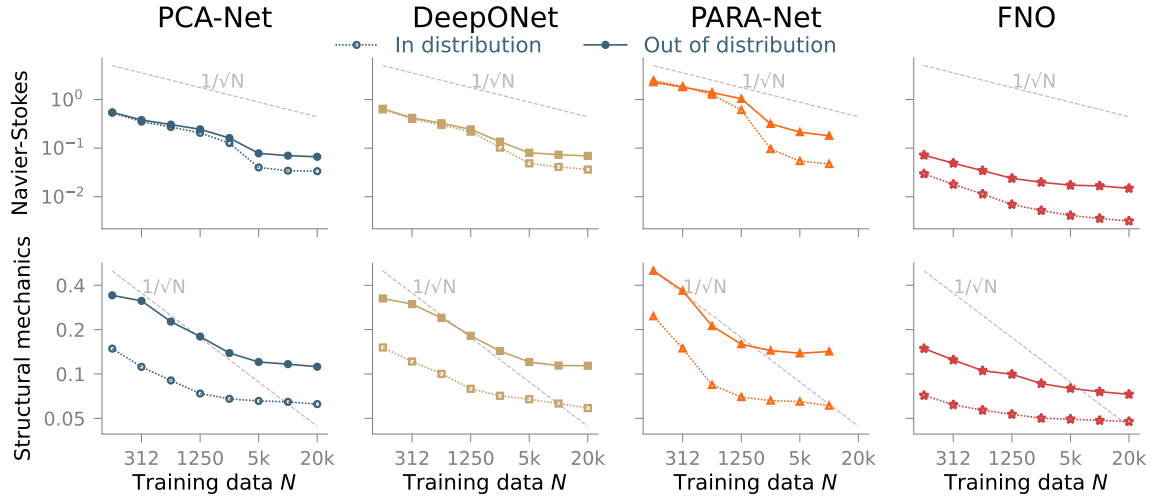 PCA-Net DeepONet PARA-Net FNO
In distribution Out of distribution
Navier-Stokes
10⁰
10⁻¹
10⁻²
1/√N 1/√N 1/√N 1/√N
Structural mechanics
0.4
0.2
0.1
0.05
1/√N 1/√N 1/√N 1/√N
312 1250 5k 20k 312 1250 5k 20k 312 1250 5k 20k 312 1250 5k 20k
Training data N Training data N Training data N Training data N